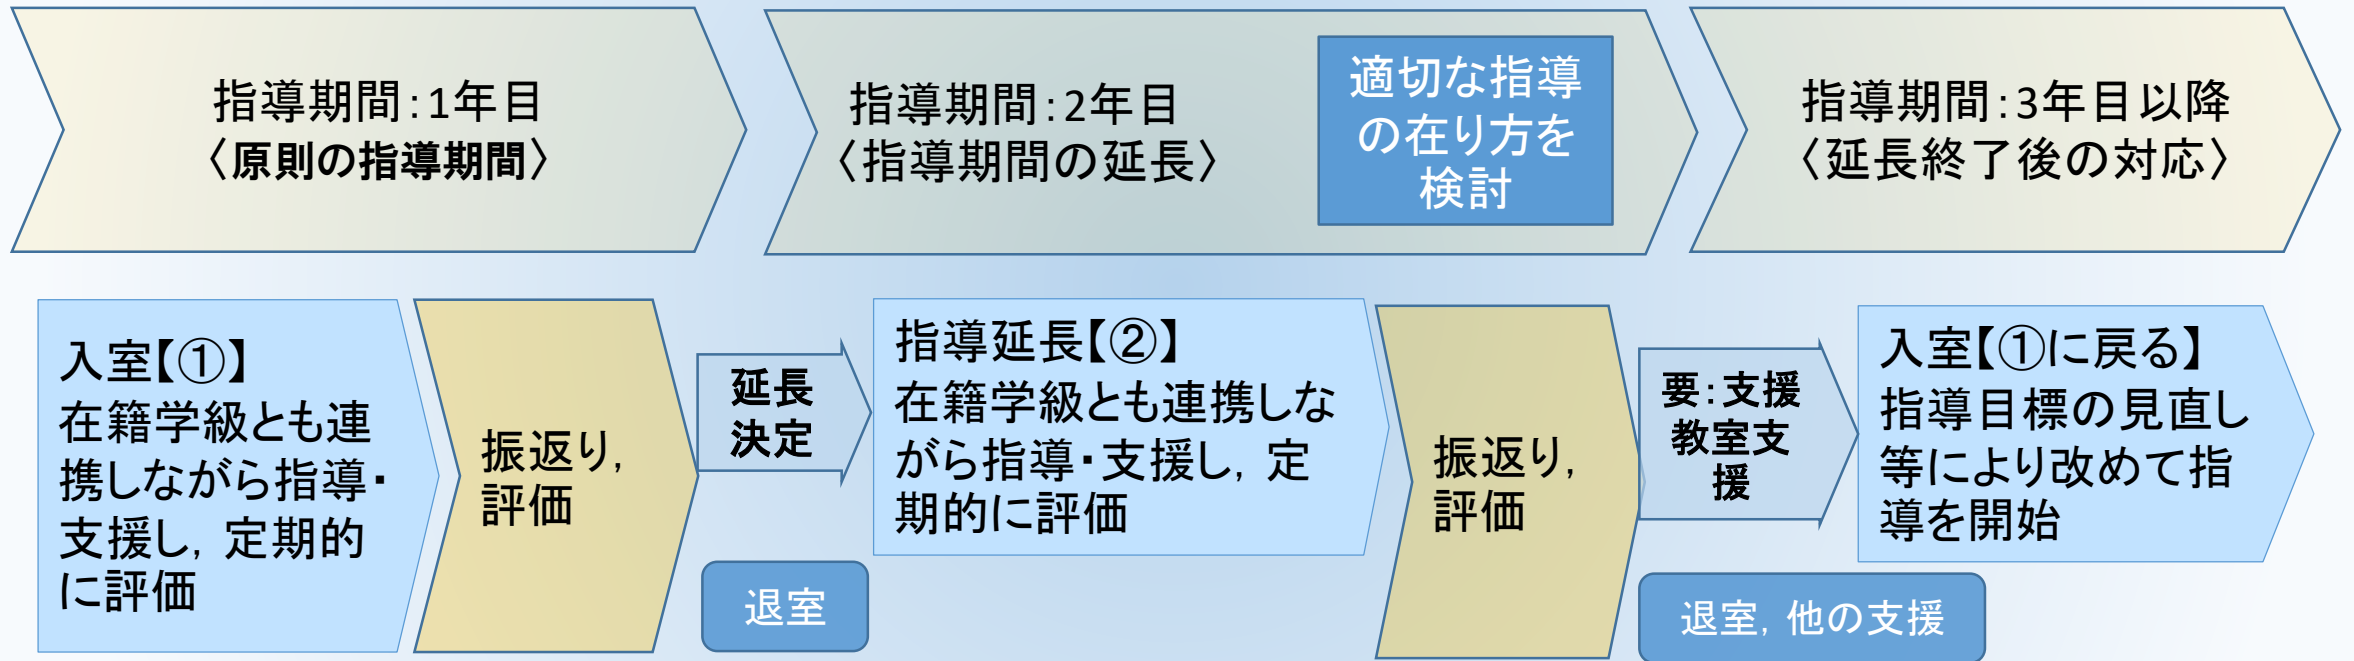 指導期間：1年目
〈原則の指導期間〉
指導期間：2年目
〈指導期間の延長〉
適切な指導
の在り方を
検討
指導期間：3年目以降
〈延長終了後の対応〉
入室【①】
在籍学級とも連
携しながら指導・
支援し，定期的
に評価
振返り，
評価
延長
決定
退室
指導延長【②】
在籍学級とも連携しな
がら指導・支援し，定
期的に評価
振返り，
評価
要：支援
教室支
援
退室，他の支援
入室【①に戻る】
指導目標の見直し
等により改めて指
導を開始